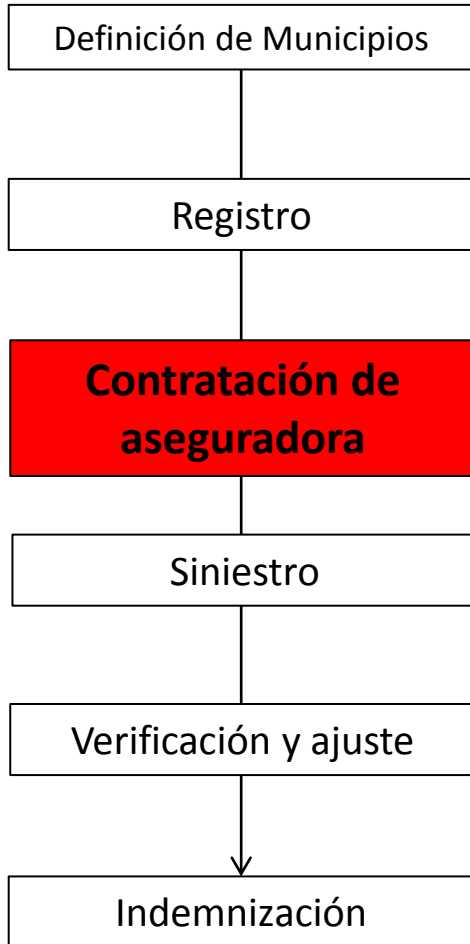 Definición de Municipios
Registro
Contratación de
aseguradora
Siniestro
Verificación y ajuste
Indemnización